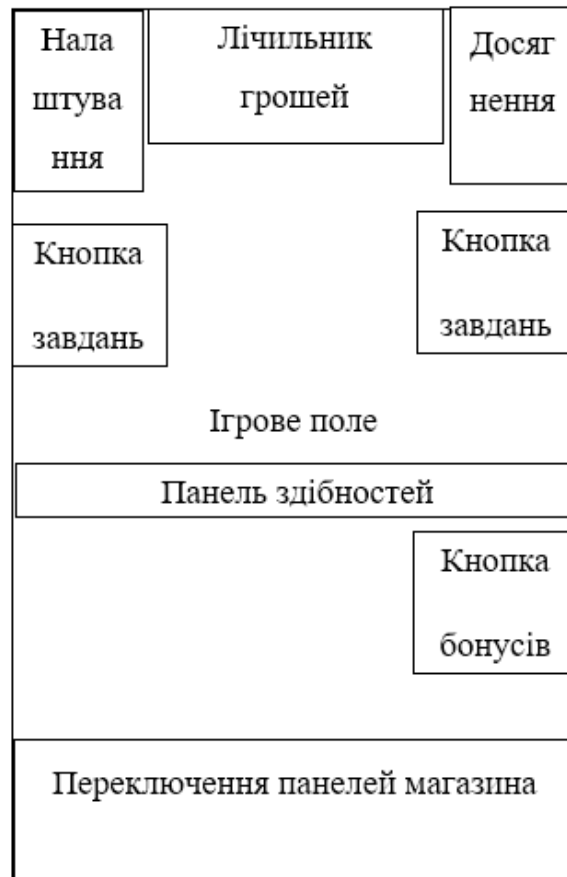 Нала
штува
ння
Лічильник
грошей
Досяг
нення
Кнопка
завдань
Кнопка
завдань
Ігрове поле
Панель здібностей
Кнопка
бонусів
Переключення панелей магазина